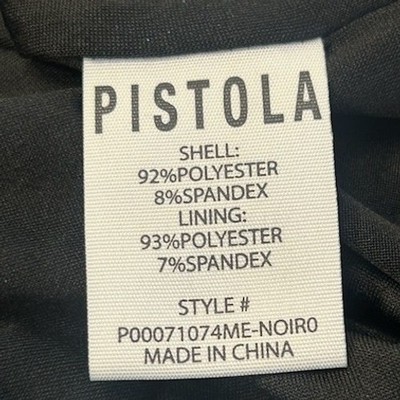 PISTOLA
SHELL:
92%POLYESTER
8%SPANDEX
LINING:
93%POLYESTER
7%SPANDEX
STYLE #
P00071074ME-NOIR0
MADE IN CHINA